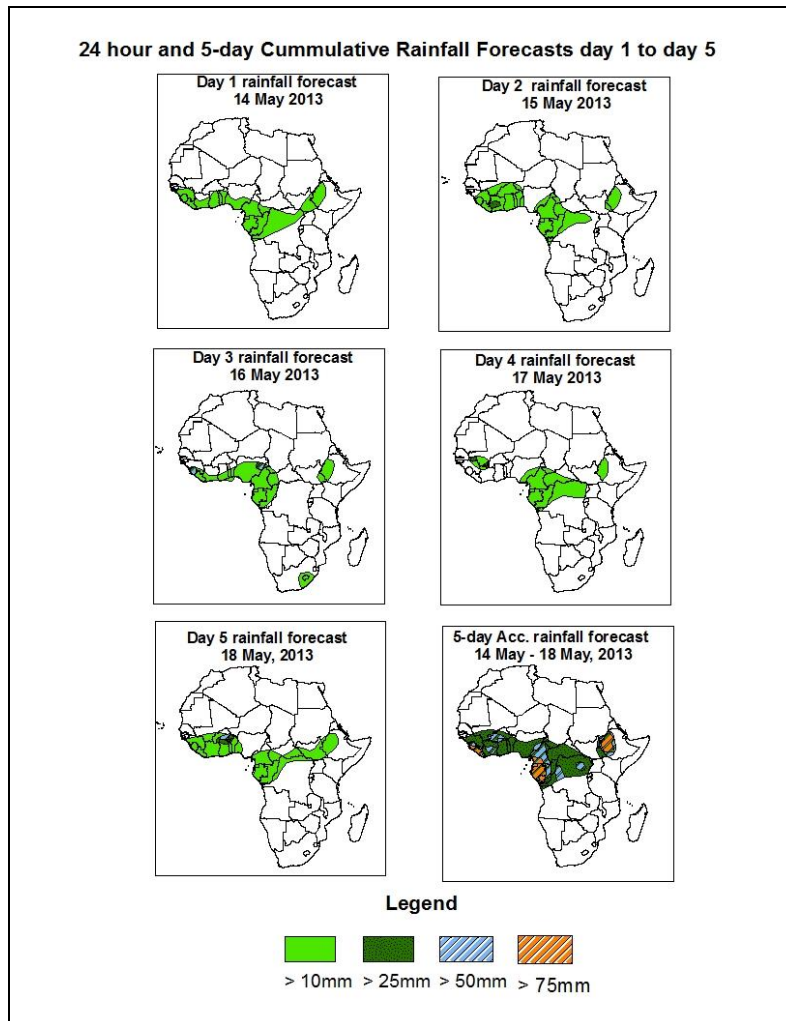 24 hour and 5-day Cummulative Rainfall Forecasts day 1 to day 5
Day 1 rainfall forecast
14 May 2013
Day 2 rainfall forecast
15 May 2013
Day 3 rainfall forecast
16 May 2013
Day 4 rainfall forecast
17 May 2013
Day 5 rainfall forecast
18 May, 2013
5-day Acc. rainfall forecast
14 May - 18 May, 2013
Legend
> 10mm > 25mm > 50mm > 75mm